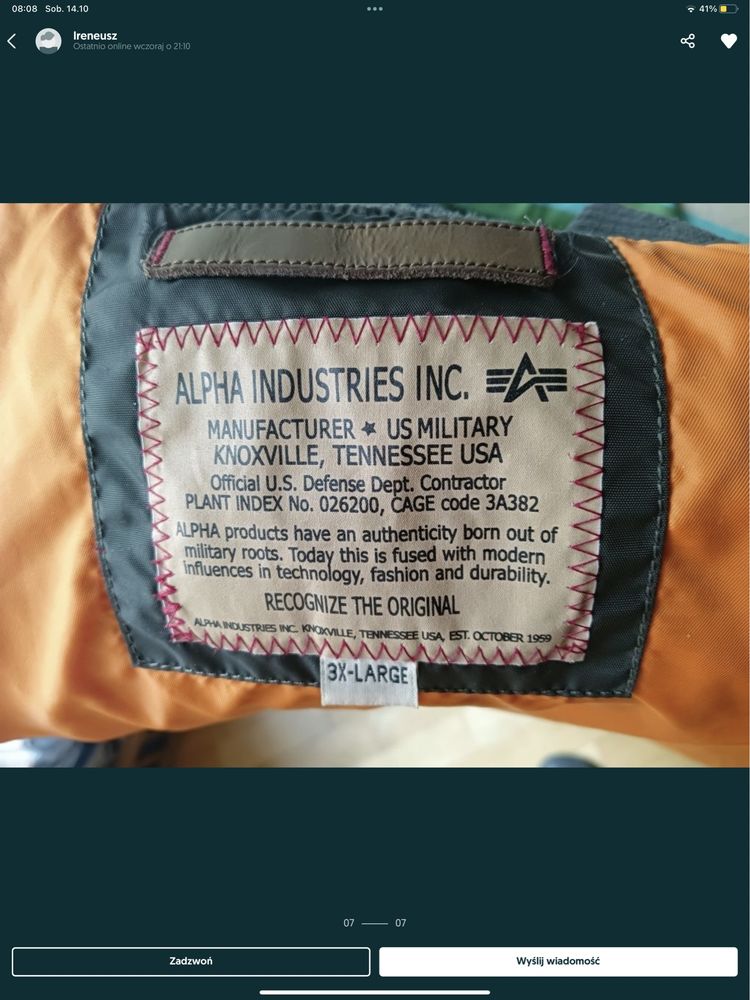 08:08 Sob. 14.10
41%
Ireneusz
Ostatnio online wczoraj o 21:10
ALPHA INDUSTRIES INC.
MANUFACTURER US MILITARY
KNOXVILLE, TENNESSEE USA
Official U.S. Defense Dept. Contractor
PLANT INDEX No. 026200, CAGE code 3A382
ALPHA products have an authenticity born out of
military roots. Today this is fused with modern
influences in technology, fashion and durability.
RECOGNIZE THE ORIGINAL
ALPHA INDUSTRIES INC. KNOXVILLE, TENNESSEE USA, EST. OCTOBER 1959
3X-LARGE
07 07
Zadzwoń
Wyślij wiadomość